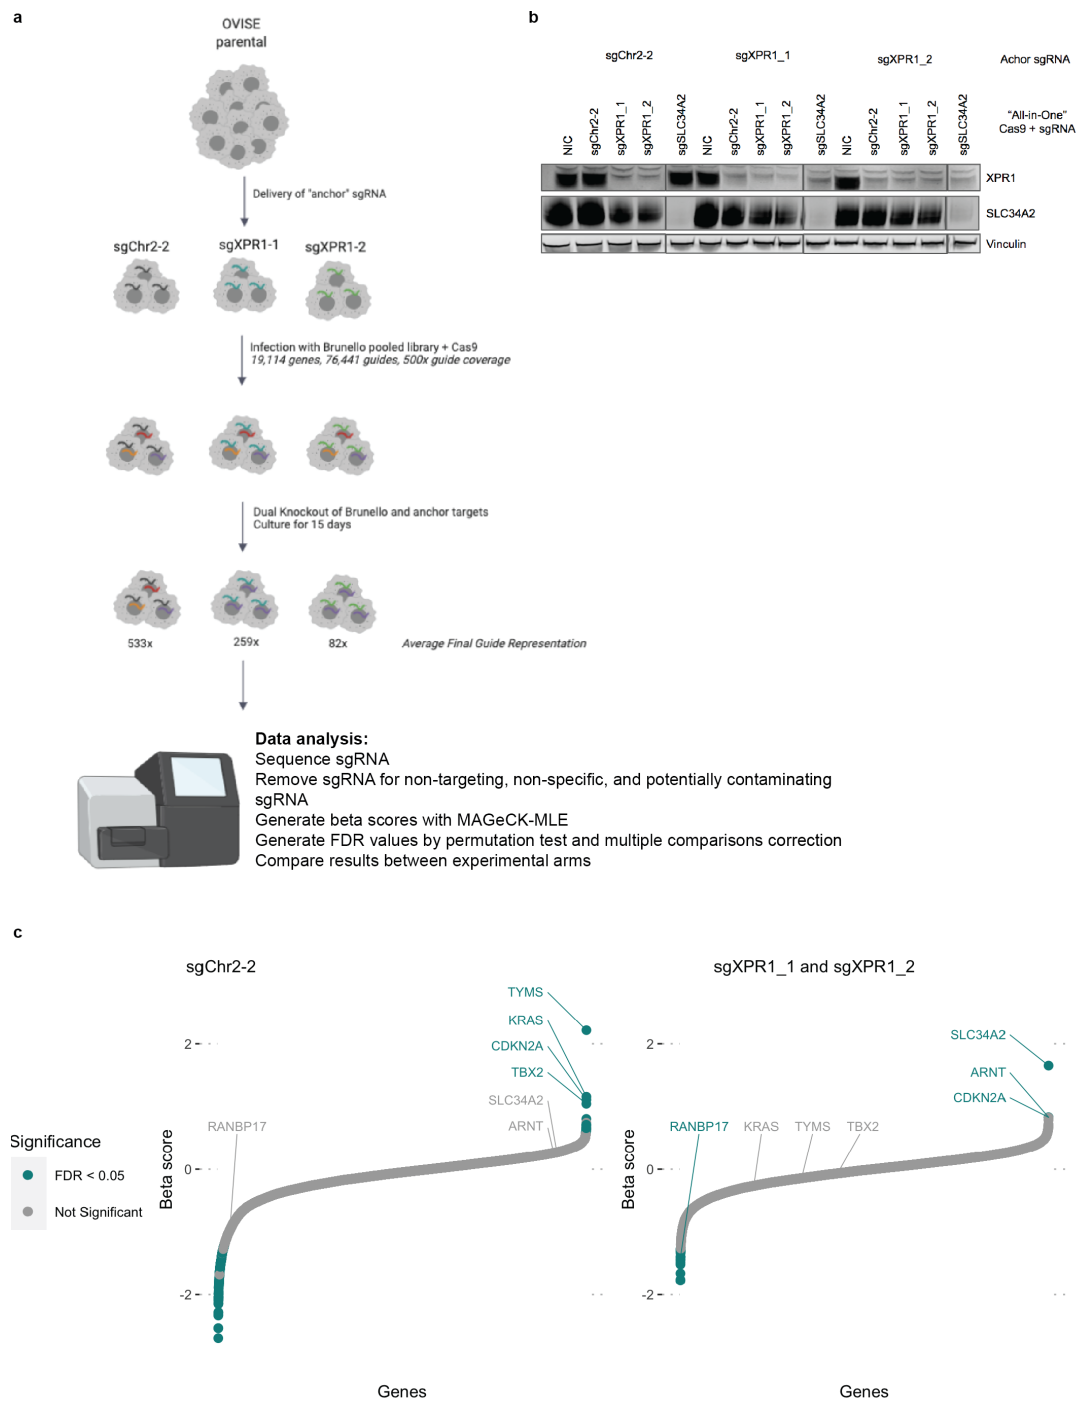 a
OVISE
parental
Delivery of "anchor" sgRNA
sgChr2-2
sgXPR1-1
sgXPR1-2
Infection with Brunello pooled library + Cas9
19,114 genes, 76,441 guides, 500x guide coverage
Dual Knockout of Brunello and anchor targets
Culture for 15 days
533x
259x
82x
Average Final Guide Representation
Data analysis:
Sequence sgRNA
Remove sgRNA for non-targeting, non-specific, and potentially contaminating
sgRNA
Generate beta scores with MAGeCK-MLE
Generate FDR values by permutation test and multiple comparisons correction
Compare results between experimental arms
b
sgChr2-2
sgXPR1_1
sgXPR1_2
Achor sgRNA
NIC
sgChr2-2
sgXPR1_1
sgXPR1_2
sgSLC34A2
NIC
sgChr2-2
sgXPR1_1
sgXPR1_2
sgSLC34A2
NIC
sgChr2-2
sgXPR1_1
sgXPR1_2
sgSLC34A2
"All-in-One"
Cas9 + sgRNA
XPR1
SLC34A2
Vinculin
c
sgChr2-2
TYMS
KRAS
CDKN2A
TBX2
SLC34A2
ARNT
RANBP17
2
0
-2
Beta score
Genes
Significance
FDR < 0.05
Not Significant
sgXPR1_1 and sgXPR1_2
SLC34A2
ARNT
CDKN2A
RANBP17
KRAS
TYMS
TBX2
2
0
-2
Beta score
Genes